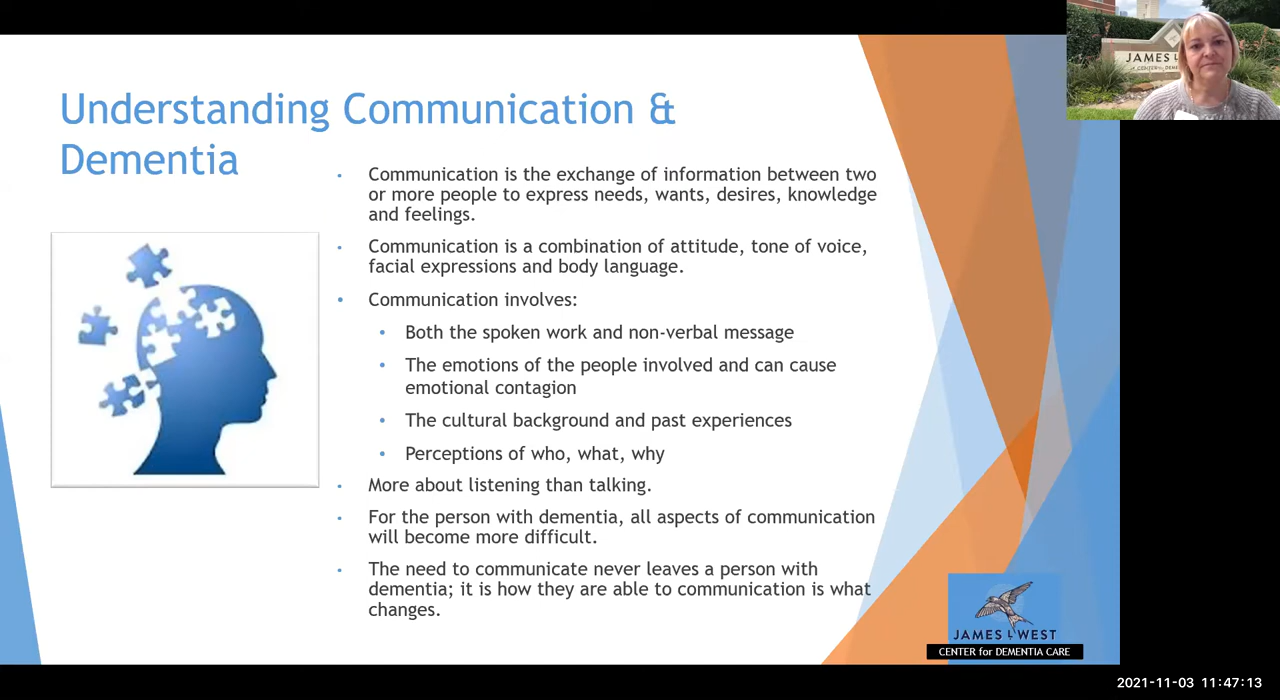 Understanding Communication &
Dementia
Communication is the exchange of information between two
or more people to express needs, wants, desires, knowledge
and feelings.
Communication is a combination of attitude, tone of voice,
facial expressions and body language.
Communication involves:
Both the spoken work and non-verbal message
The emotions of the people involved and can cause
emotional contagion
The cultural background and past experiences
Perceptions of who, what, why
More about listening than talking.
For the person with dementia, all aspects of communication
will become more difficult.
The need to communicate never leaves a person with
dementia; it is how they are able to communication is what
changes.
JAMES L WEST
CENTER for DEMENTIA CARE
JAMES L
CENTER
2021-11-03 11:47:13